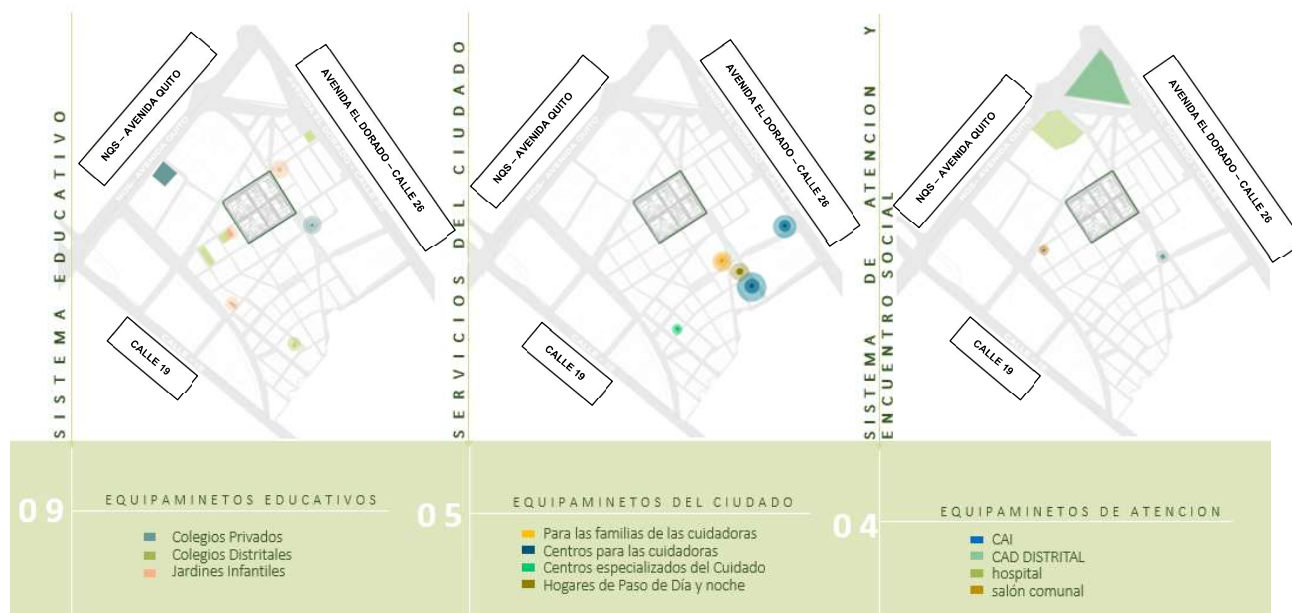 SISTEMA EDUCATIVO
NQS – AVENIDA QUITO
AVENIDA EL DORADO – CALLE 26
CALLE 19
09
EQUIPAMINETOS EDUCATIVOS
Colegios Privados
Colegios Distritales
Jardines Infantiles
SERVICIOS DEL CIUDADO
NQS – AVENIDA QUITO
AVENIDA EL DORADO – CALLE 26
CALLE 19
05
EQUIPAMINETOS DEL CIUDADO
Para las familias de las cuidadoras
Centros para las cuidadoras
Centros especializados del Cuidado
Hogares de Paso de Día y noche
SISTEMA DE ATENCION Y
ENCUENTRO SOCIAL
NQS – AVENIDA QUITO
AVENIDA EL DORADO – CALLE 26
CALLE 19
04
EQUIPAMINETOS DE ATENCION
CAI
CAD DISTRITAL
hospital
salón comunal